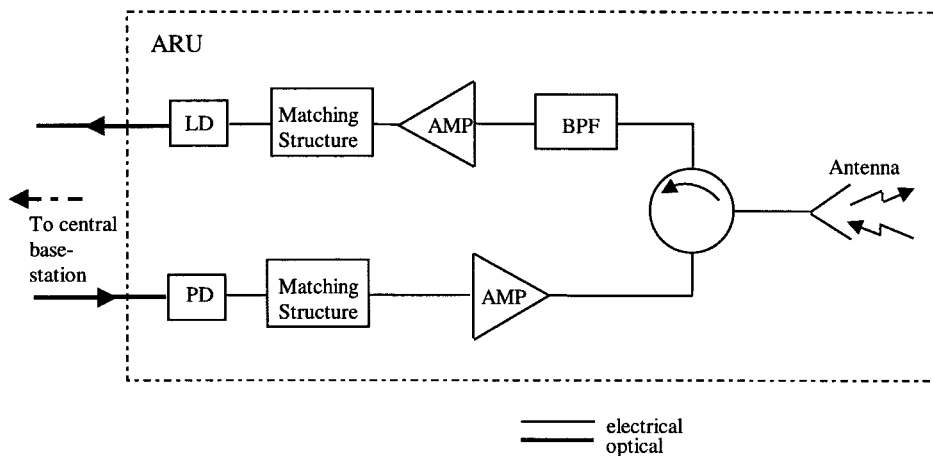 ARU
LD
Matching
Structure
AMP
BPF
Antenna
To central
base-
station
PD
Matching
Structure
AMP
electrical
optical